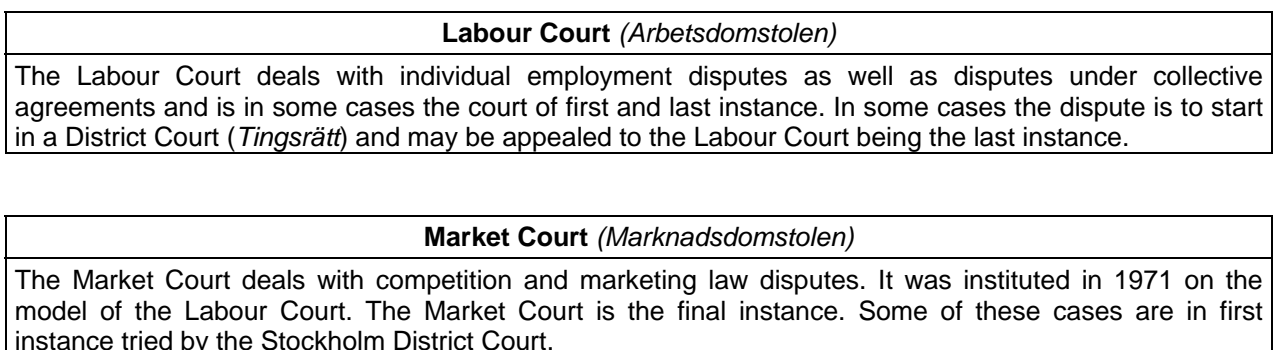 Labour Court (Arbetsdomstolen)
The Labour Court deals with individual employment disputes as well as disputes under collective
agreements and is in some cases the court of first and last instance. In some cases the dispute is to start
in a District Court (Tingsrätt) and may be appealed to the Labour Court being the last instance.
Market Court (Marknadsdomstolen)
The Market Court deals with competition and marketing law disputes. It was instituted in 1971 on the
model of the Labour Court. The Market Court is the final instance. Some of these cases are in first
instance tried by the Stockholm District Court.